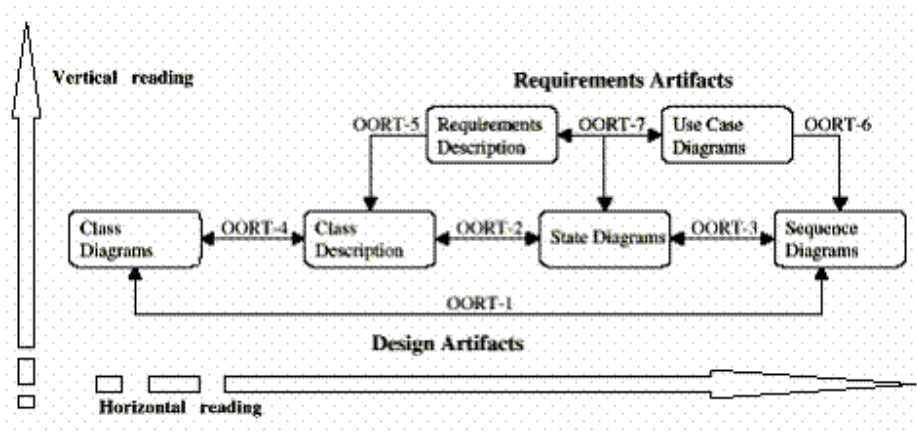 Vertical reading
Requirements Artifacts
OORT-5
Requirements
Description
OORT-7
Use Case
Diagrams
OORT-6
Class
Diagrams
OORT-4
Class
Description
OORT-2
State Diagrams
OORT-3
Sequence
Diagrams
OORT-1
Design Artifacts
Horizontal reading